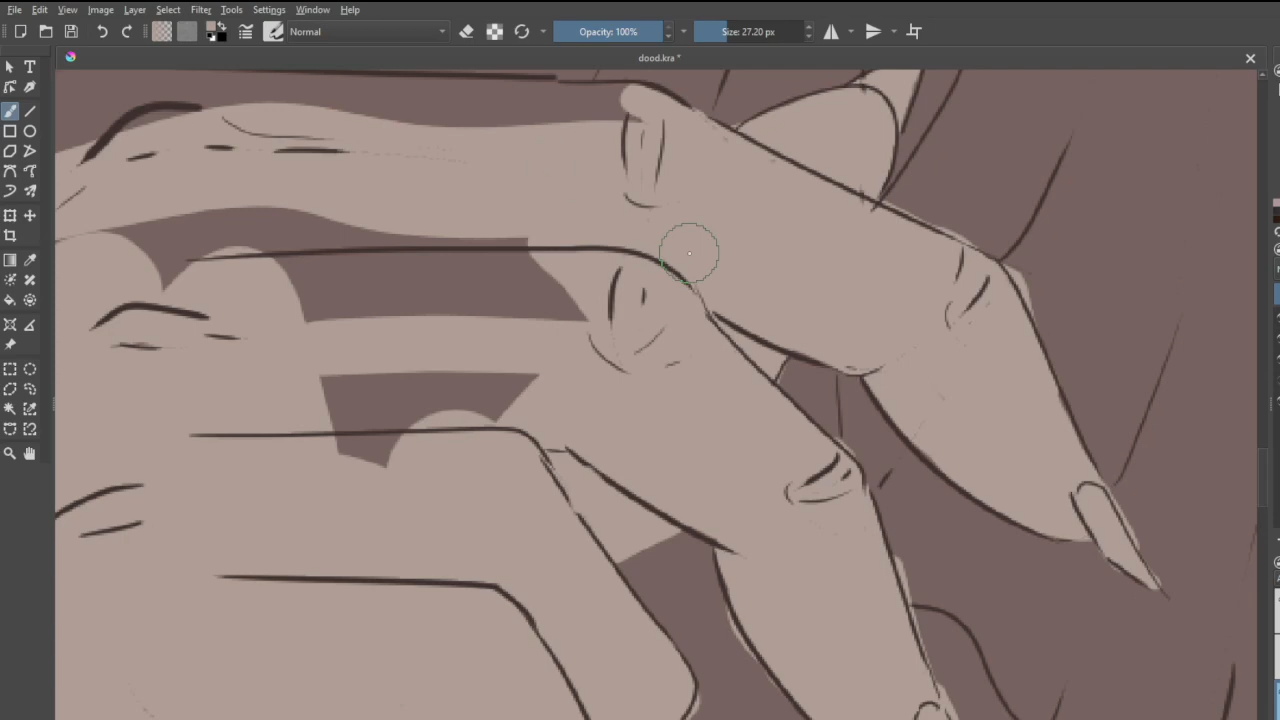 File Edit View Image Layer Select Filter Tools Settings Window Help
Normal Opacity: 100% Size: 27.20 px
dood.kra *